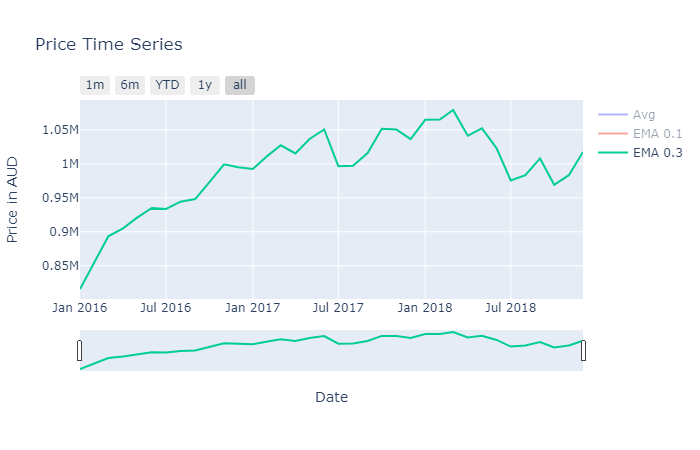 Price Time Series
1m 6m YTD 1y all
Avg
EMA 0.1
EMA 0.3
1.05M
1M
0.95M
0.9M
0.85M
Price in AUD
Jan 2016 Jul 2016 Jan 2017 Jul 2017 Jan 2018 Jul 2018
Date